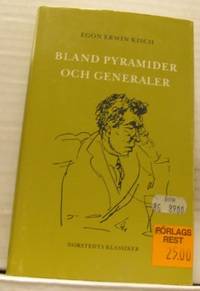 EGON ERWIN KISCH
BLAND PYRAMIDER
OCH GENERALER
NORSTEDTS KLASSIKER
FÖRLAGS
REST
25.00